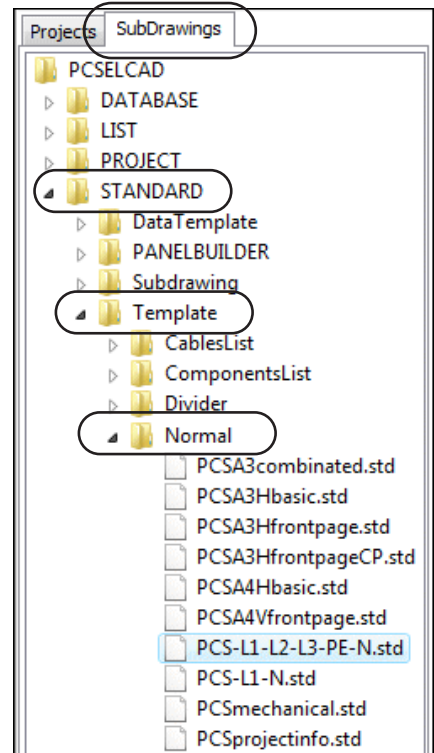 Projects SubDrawings
PCSELCAD
DATABASE
LIST
PROJECT
STANDARD
DataTemplate
PANELBUILDER
Subdrawing
Template
CablesList
ComponentsList
Divider
Normal
PCSA3combinated.std
PCSA3Hbasic.std
PCSA3Hfrontpage.std
PCSA3HfrontpageCP.std
PCSA4Hbasic.std
PCSA4Vfrontpage.std
PCS-L1-L2-L3-PE-N.std
PCS-L1-N.std
PCSmechanical.std
PCSprojectinfo.std